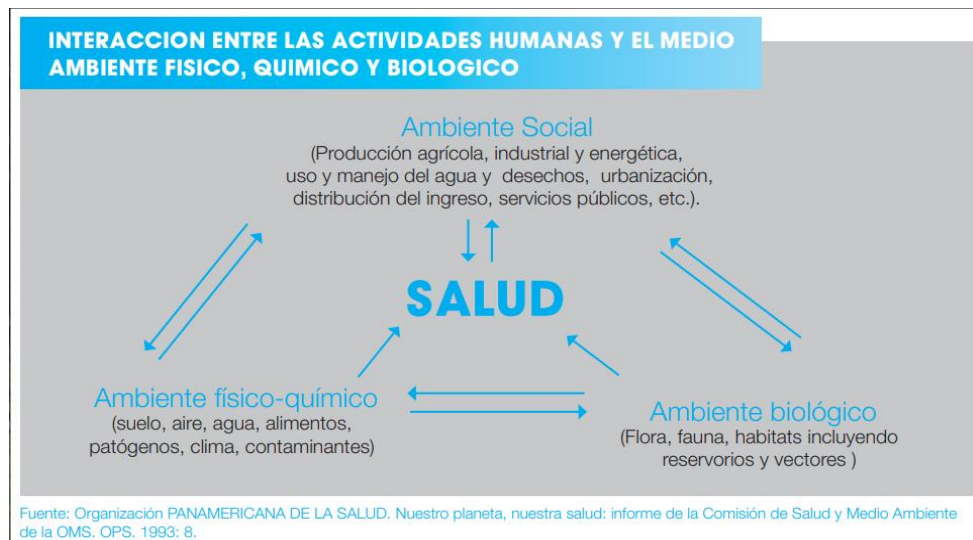 INTERACCION ENTRE LAS ACTIVIDADES HUMANAS Y EL MEDIO
AMBIENTE FISICO, QUIMICO Y BIOLOGICO
Ambiente Social
(Producción agrícola, industrial y energética,
uso y manejo del agua y desechos, urbanización,
distribución del ingreso, servicios públicos, etc.).
SALUD
Ambiente físico-químico
(suelo, aire, agua, alimentos,
patógenos, clima, contaminantes)
Ambiente biológico
(Flora, fauna, habitats incluyendo
reservorios y vectores )
Fuente: Organización PANAMERICANA DE LA SALUD. Nuestro planeta, nuestra salud: informe de la Comisión de Salud y Medio Ambiente
de la OMS. OPS. 1993: 8.